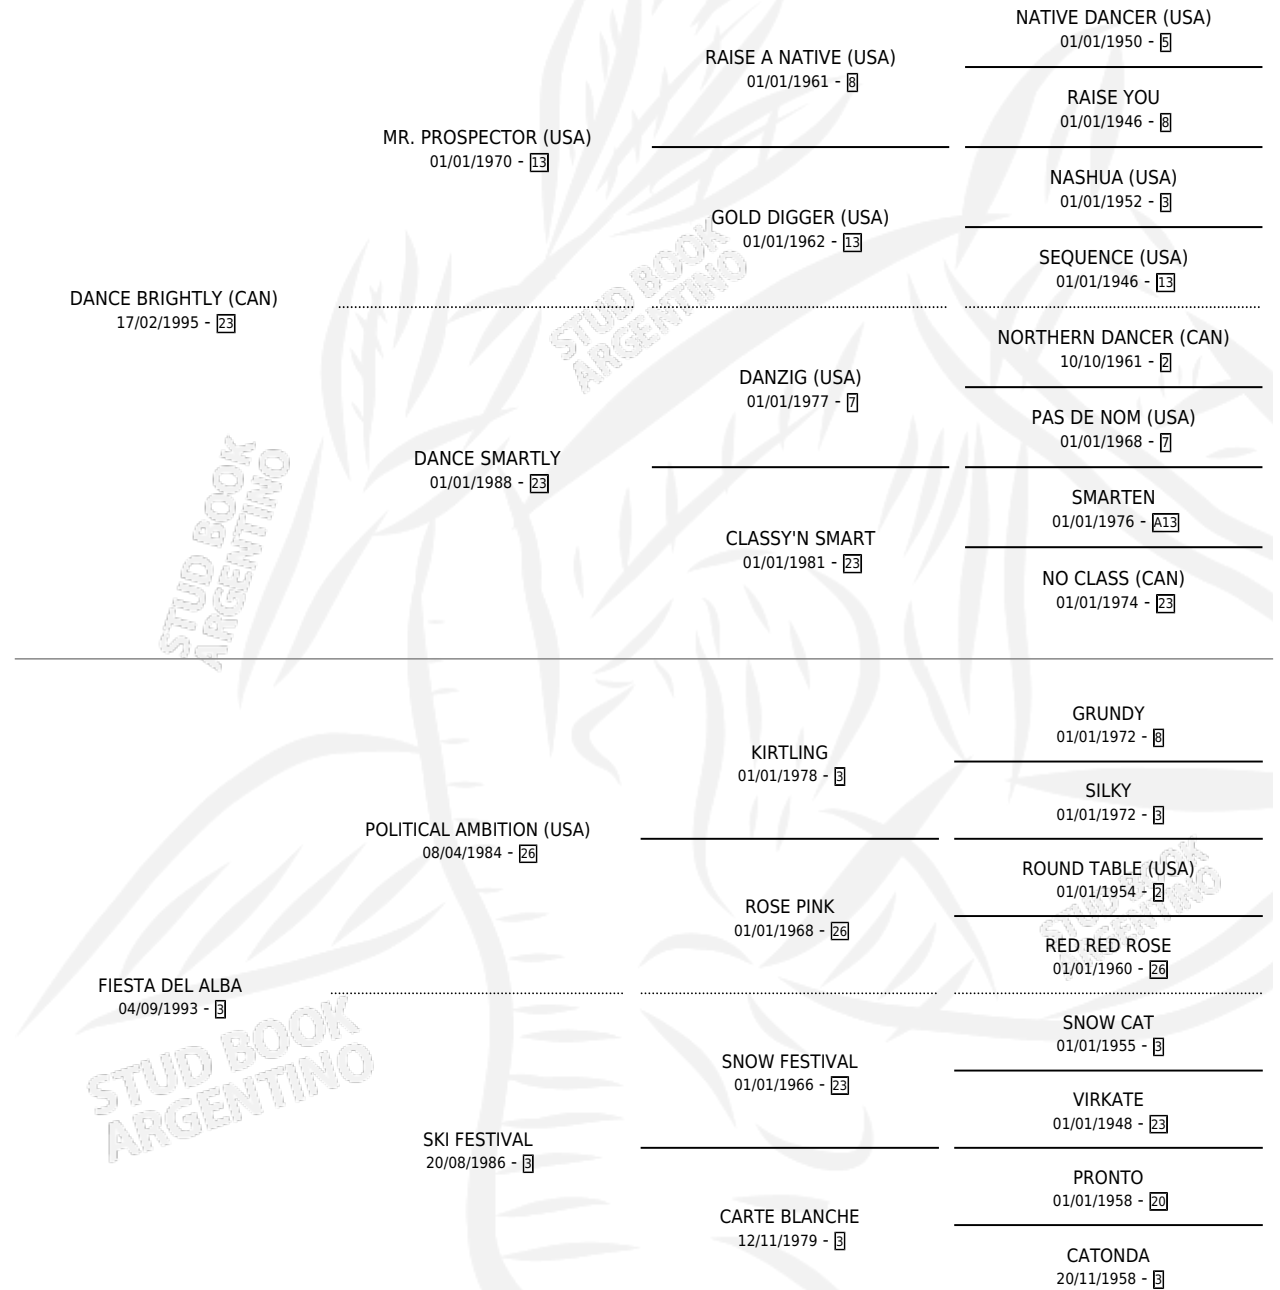 NATIVE DANCER (USA)
01/01/1950 - 5
RAISE A NATIVE (USA)
01/01/1961 - 8
RAISE YOU
01/01/1946 - 8
MR. PROSPECTOR (USA)
01/01/1970 - 13
NASHUA (USA)
01/01/1952 - 3
GOLD DIGGER (USA)
01/01/1962 - 13
SEQUENCE (USA)
01/01/1946 - 13
DANCE BRIGHTLY (CAN)
17/02/1995 - 23
STUD BOOK
ARGENTINO
NORTHERN DANCER (CAN)
10/10/1961 - 2
DANZIG (USA)
01/01/1977 - 7
PAS DE NOM (USA)
01/01/1968 - 7
DANCE SMARTLY
01/01/1988 - 23
SMARTEN
01/01/1976 - A13
CLASSY'N SMART
01/01/1981 - 23
NO CLASS (CAN)
01/01/1974 - 23
STUD BOOK
ARGENTINO
GRUNDY
01/01/1972 - 8
KIRTLING
01/01/1978 - 3
SILKY
01/01/1972 - 3
POLITICAL AMBITION (USA)
08/04/1984 - 26
ROUND TABLE (USA)
01/01/1954 - 2
ROSE PINK
01/01/1968 - 26
RED RED ROSE
01/01/1960 - 26
STUD BOOK
ARGENTINO
FIESTA DEL ALBA
04/09/1993 - 3
SNOW CAT
01/01/1955 - 3
SNOW FESTIVAL
01/01/1966 - 23
VIRKATE
01/01/1948 - 23
STUD BOOK
ARGENTINO
SKI FESTIVAL
20/08/1986 - 3
PRONTO
01/01/1958 - 20
CARTE BLANCHE
12/11/1979 - 3
CATONDA
20/11/1958 - 3